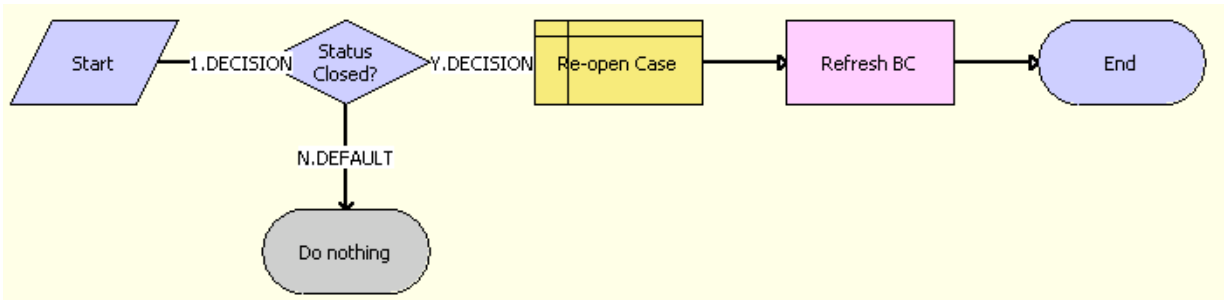 Start
1.DECISION
Status
Closed?
Y.DECISION
Re-open Case
Refresh BC
End
N.DEFAULT
Do nothing